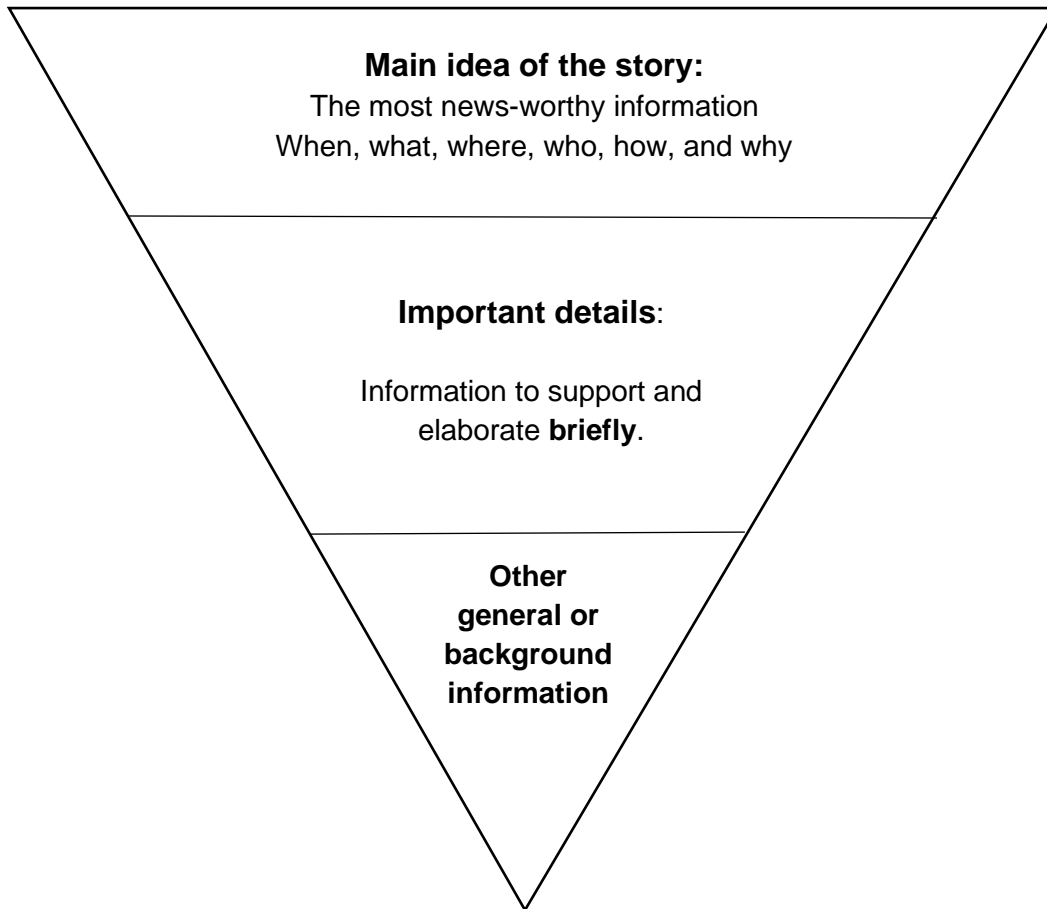 Main idea of the story:
The most news-worthy information
When, what, where, who, how, and why
Important details:
Information to support and
elaborate briefly.
Other
general or
background
information